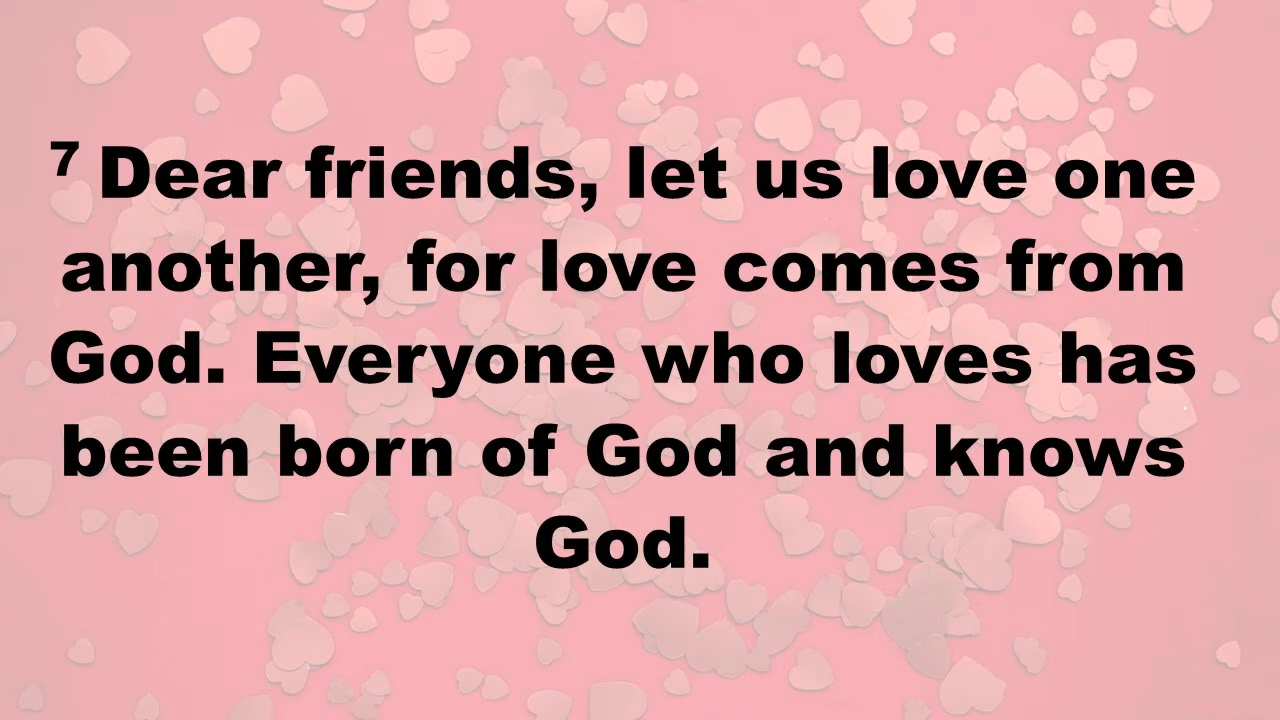 ⁷ Dear friends, let us love one
another, for love comes from
God. Everyone who loves has
been born of God and knows
God.